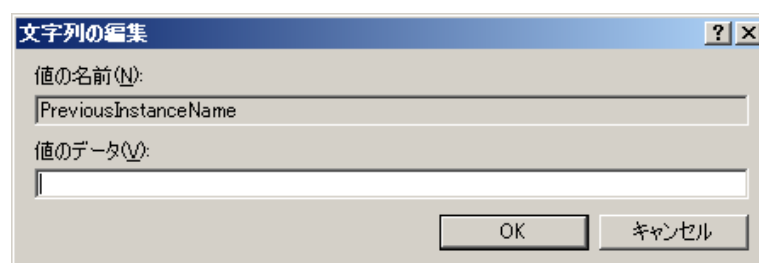 文字列の編集
値の名前(N):
PreviousInstanceName
値のデータ(V):
OK
キャンセル